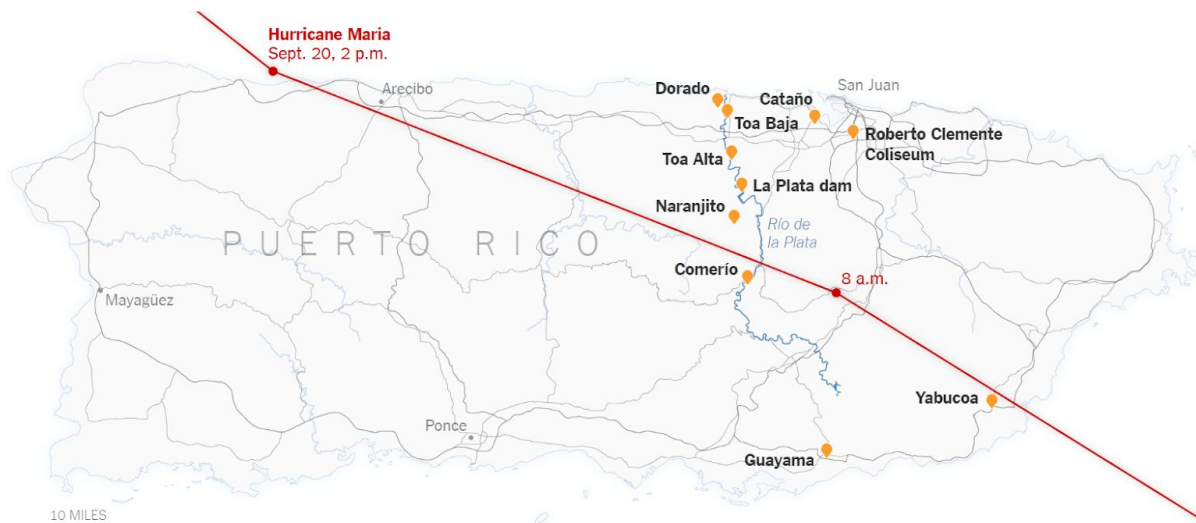 Hurricane Maria
Sept. 20, 2 p.m.
Arecibo
Dorado
Cataño
San Juan
Toa Baja
Roberto Clemente
Coliseum
Toa Alta
La Plata dam
Naranjito
Río de
la Plata
PUERTO RICO
Comerío
8 a.m.
Mayagüez
Yabucoa
Ponce
Guayama
10 MILES